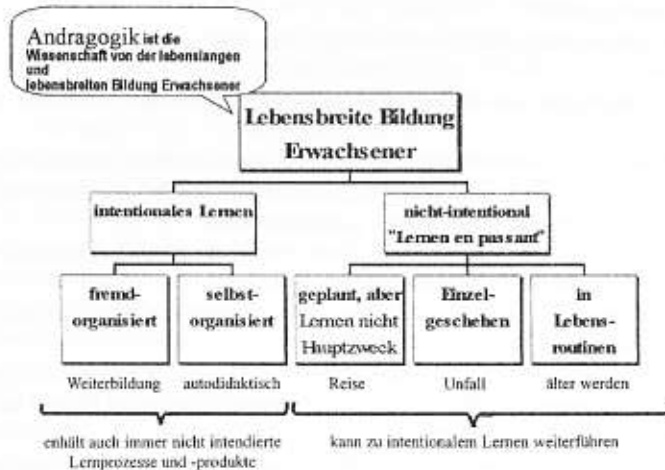 Andragogik ist die
Wissenschaft von der lebenslangen
und
lebensbreiten Bildung Erwachsener
Lebensbreite Bildung
Erwachsener
intentionales Lernen
nicht-intentional
"Lernen en passant"
fremd-
organisiert
selbst-
organisiert
geplant, aber
Lernen nicht
Hauptzweck
Einzel-
geschehen
in
Lebens-
routinen
Weiterbildung
autodidaktisch
Reise
Unfall
älter werden
enhält auch immer nicht intendierte
Lernprozesse und -produkte
kann zu intentionalem Lernen weiterführen